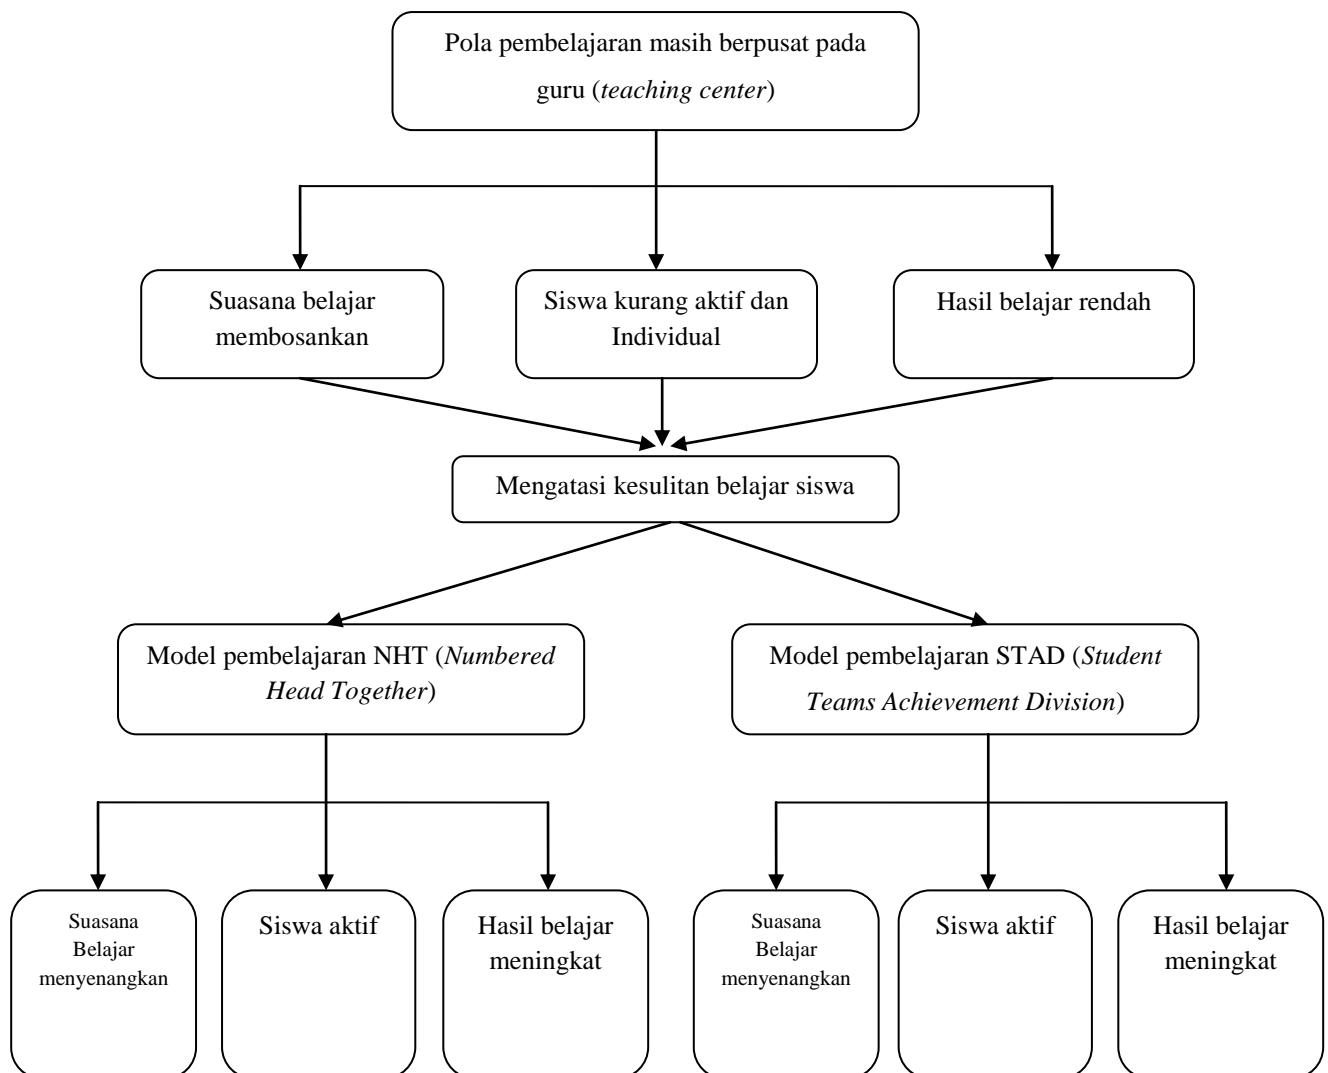 Pola pembelajaran masih berpusat pada
guru (teaching center)
Suasana belajar
membosankan
Siswa kurang aktif dan
Individual
Hasil belajar rendah
Mengatasi kesulitan belajar siswa
Model pembelajaran NHT (Numbered
Head Together)
Model pembelajaran STAD (Student
Teams Achievement Division)
Suasana
Belajar
menyenangkan
Siswa aktif
Hasil belajar
meningkat
Suasana
Belajar
menyenangkan
Siswa aktif
Hasil belajar
meningkat